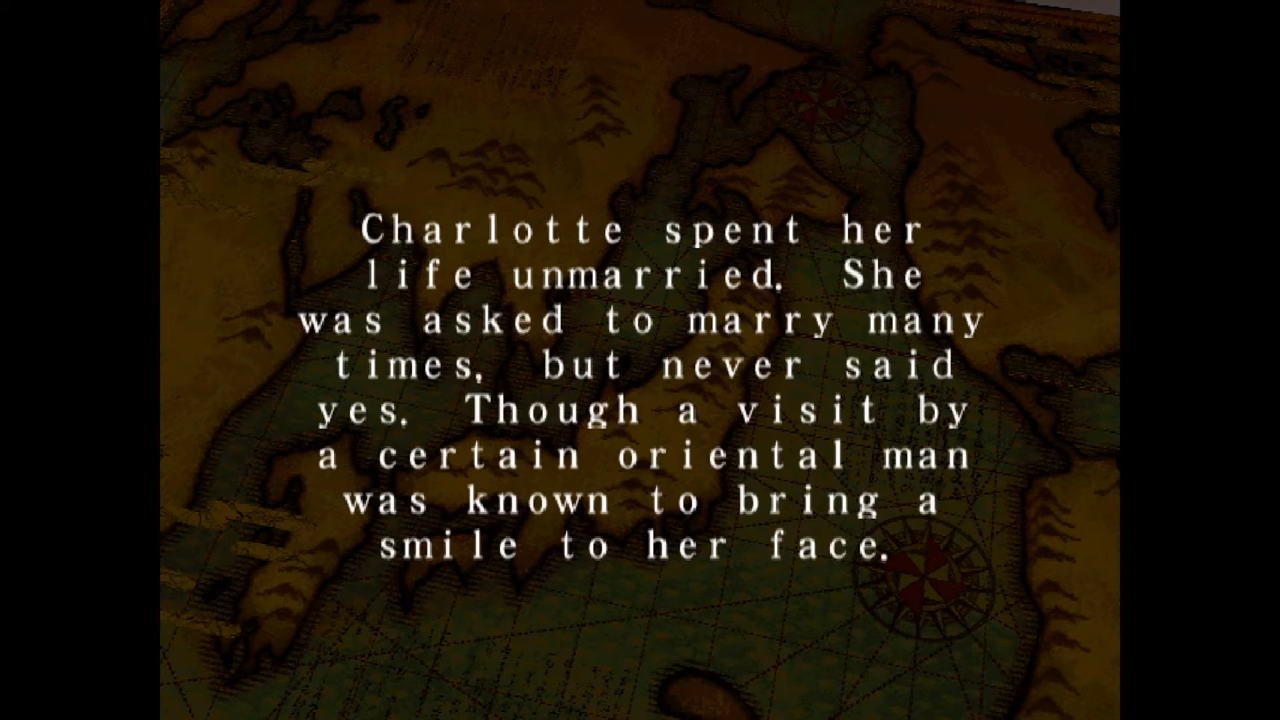 Charlotte spent her
life unmarried. She
was asked to marry many
times, but never said
yes. Though a visit by
a certain oriental man
was known to bring a
smile to her face.